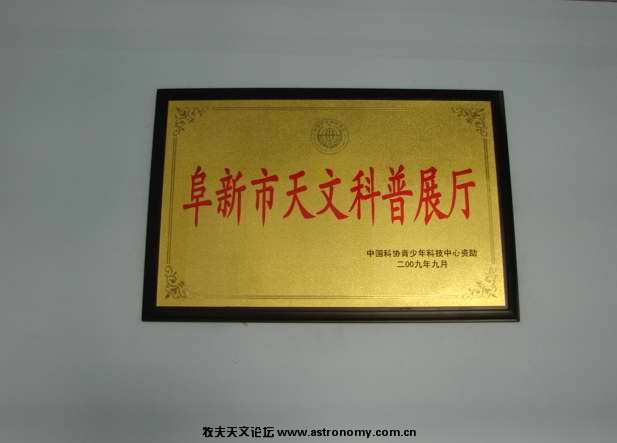 阜新市天文科普展厅
中国科协青少年科技中心资助
二00九年九月
牧夫天文论坛 www.astronomy.com.cn